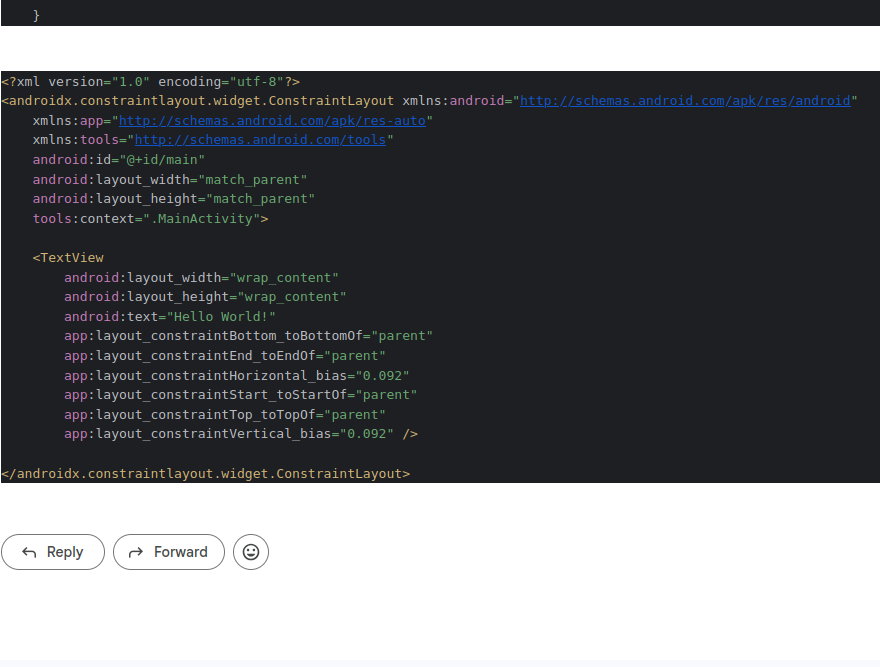 }
<?xml version="1.0" encoding="utf-8"?>
<androidx.constraintlayout.widget.ConstraintLayout xmlns:android="http://schemas.android.com/apk/res/android"
    xmlns:app="http://schemas.android.com/apk/res-auto"
    xmlns:tools="http://schemas.android.com/tools"
    android:id="@+id/main"
    android:layout_width="match_parent"
    android:layout_height="match_parent"
    tools:context=".MainActivity">
    <TextView
        android:layout_width="wrap_content"
        android:layout_height="wrap_content"
        android:text="Hello World!"
        app:layout_constraintBottom_toBottomOf="parent"
        app:layout_constraintEnd_toEndOf="parent"
        app:layout_constraintHorizontal_bias="0.092"
        app:layout_constraintStart_toStartOf="parent"
        app:layout_constraintTop_toTopOf="parent"
        app:layout_constraintVertical_bias="0.092" />
</androidx.constraintlayout.widget.ConstraintLayout>
Reply Forward